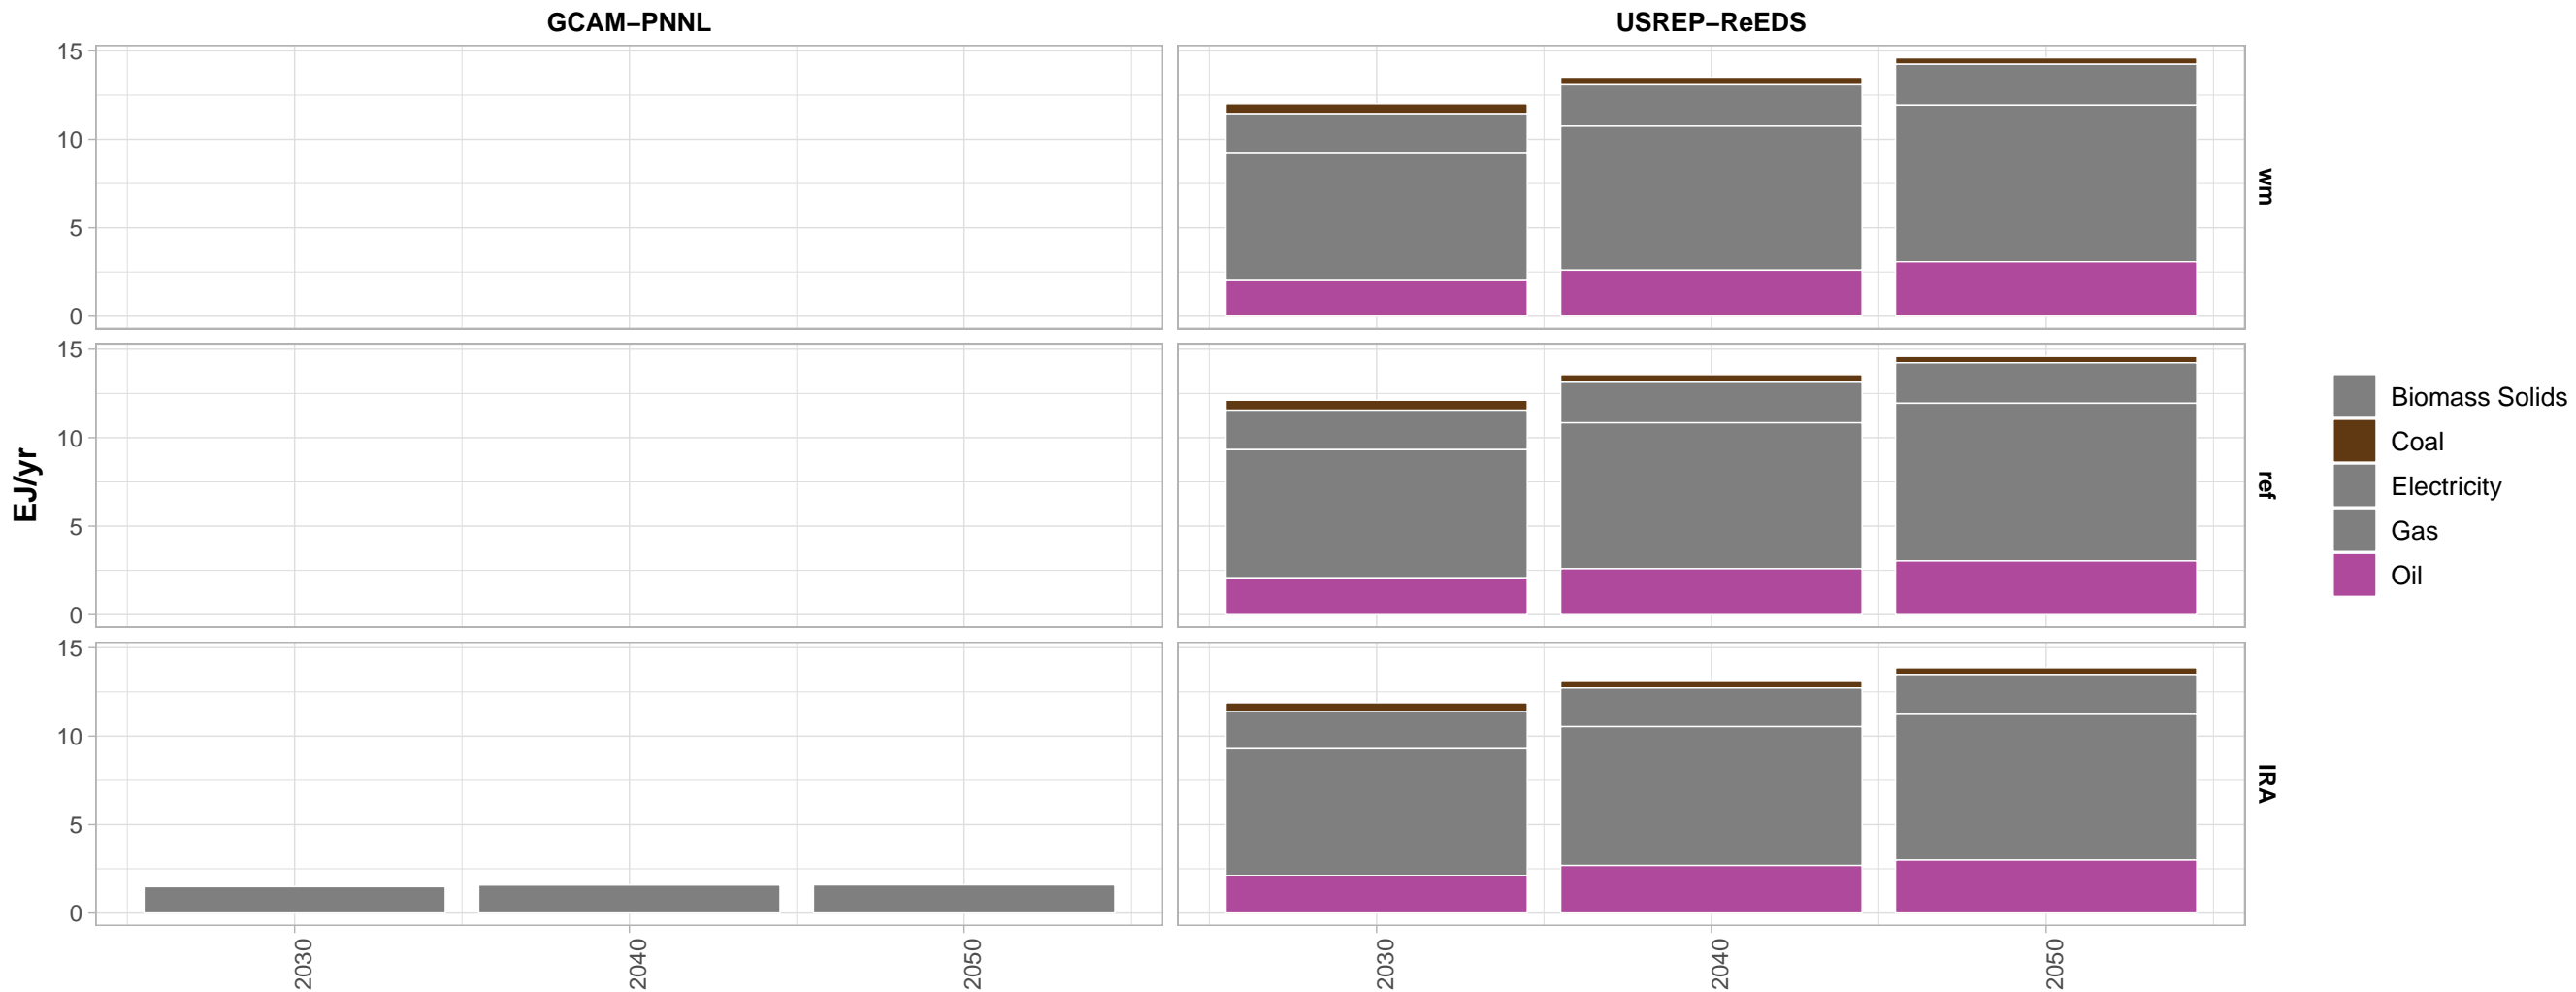 GCAM–PNNL
USREP–ReEDS
EJ/yr
15
10
5
0
wm
15
10
5
0
ref
15
10
5
0
IRA
2030
2040
2050
2030
2040
2050
Biomass Solids
Coal
Electricity
Gas
Oil